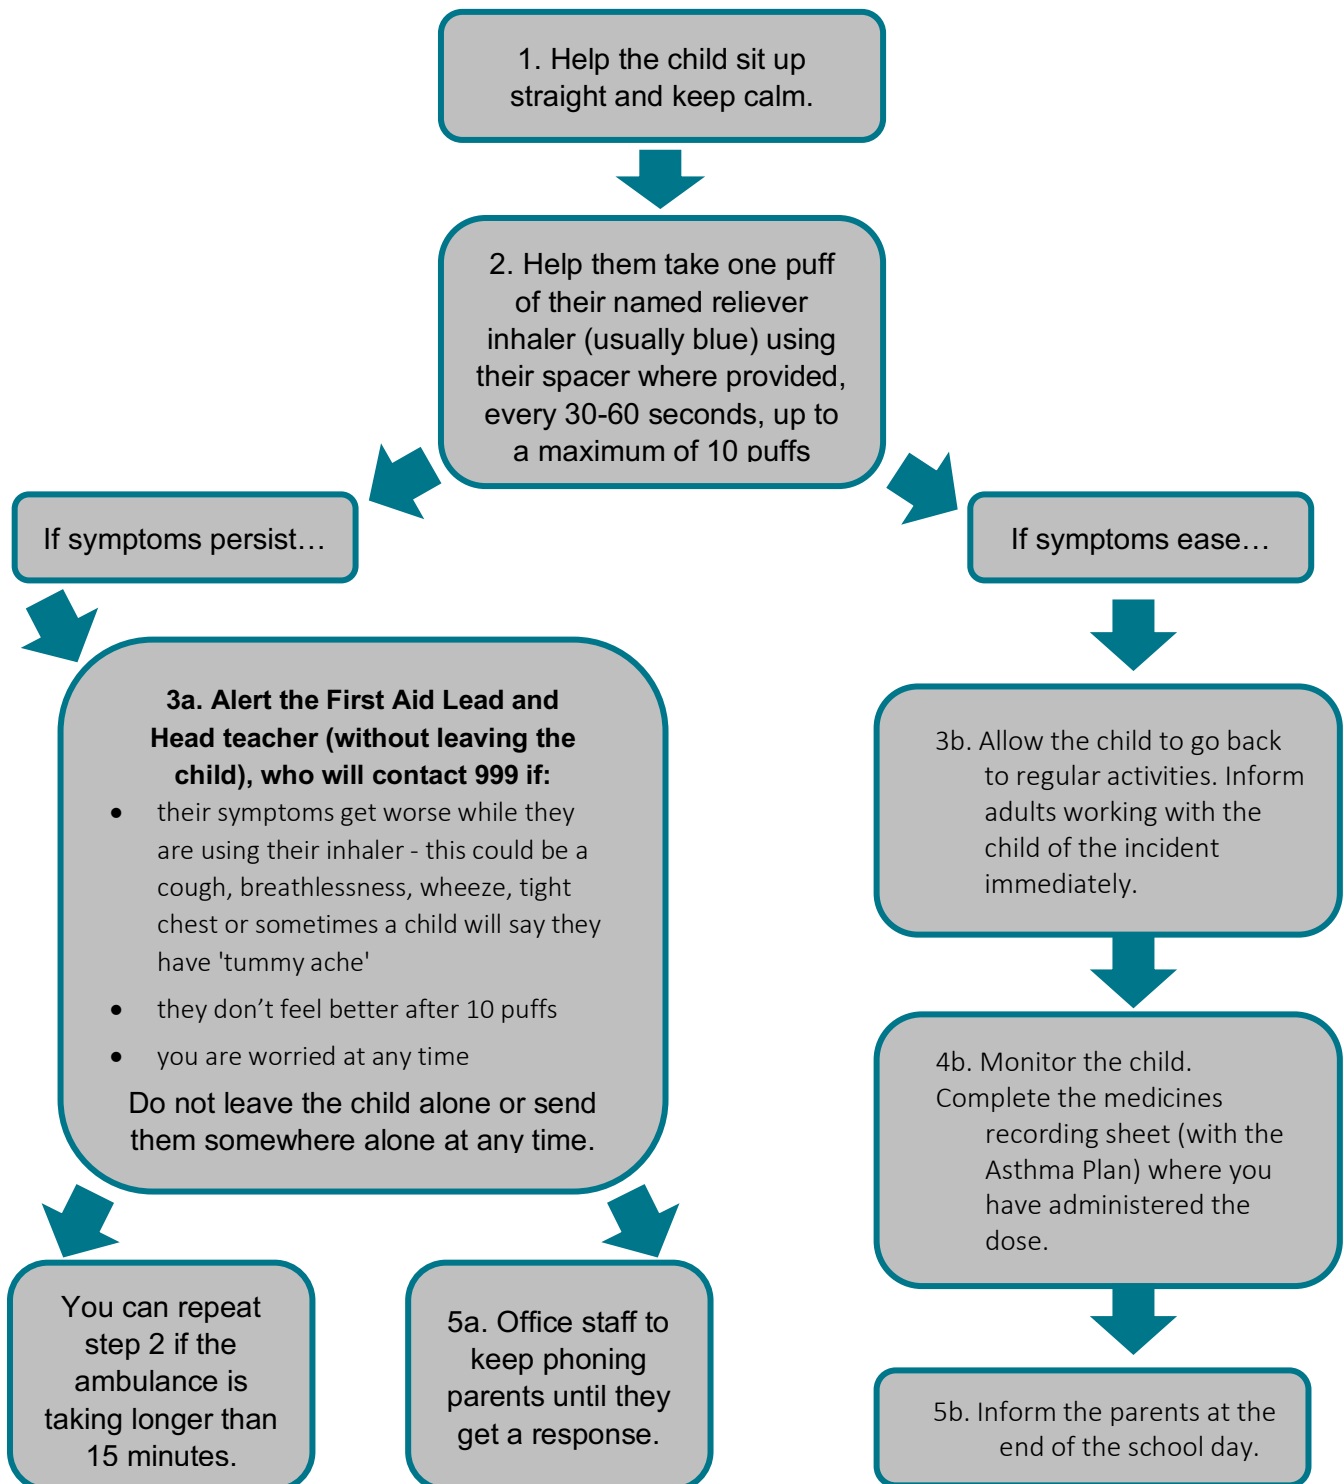 1. Help the child sit up
straight and keep calm.
2. Help them take one puff
of their named reliever
inhaler (usually blue) using
their spacer where provided,
every 30-60 seconds, up to
a maximum of 10 puffs
If symptoms persist…
If symptoms ease…
3a. Alert the First Aid Lead and
Head teacher (without leaving the
child), who will contact 999 if:
• their symptoms get worse while they
are using their inhaler - this could be a
cough, breathlessness, wheeze, tight
chest or sometimes a child will say they
have 'tummy ache'
• they don’t feel better after 10 puffs
• you are worried at any time
Do not leave the child alone or send
them somewhere alone at any time.
3b. Allow the child to go back
to regular activities. Inform
adults working with the
child of the incident
immediately.
4b. Monitor the child.
Complete the medicines
recording sheet (with the
Asthma Plan) where you
have administered the
dose.
You can repeat
step 2 if the
ambulance is
taking longer than
15 minutes.
5a. Office staff to
keep phoning
parents until they
get a response.
5b. Inform the parents at the
end of the school day.